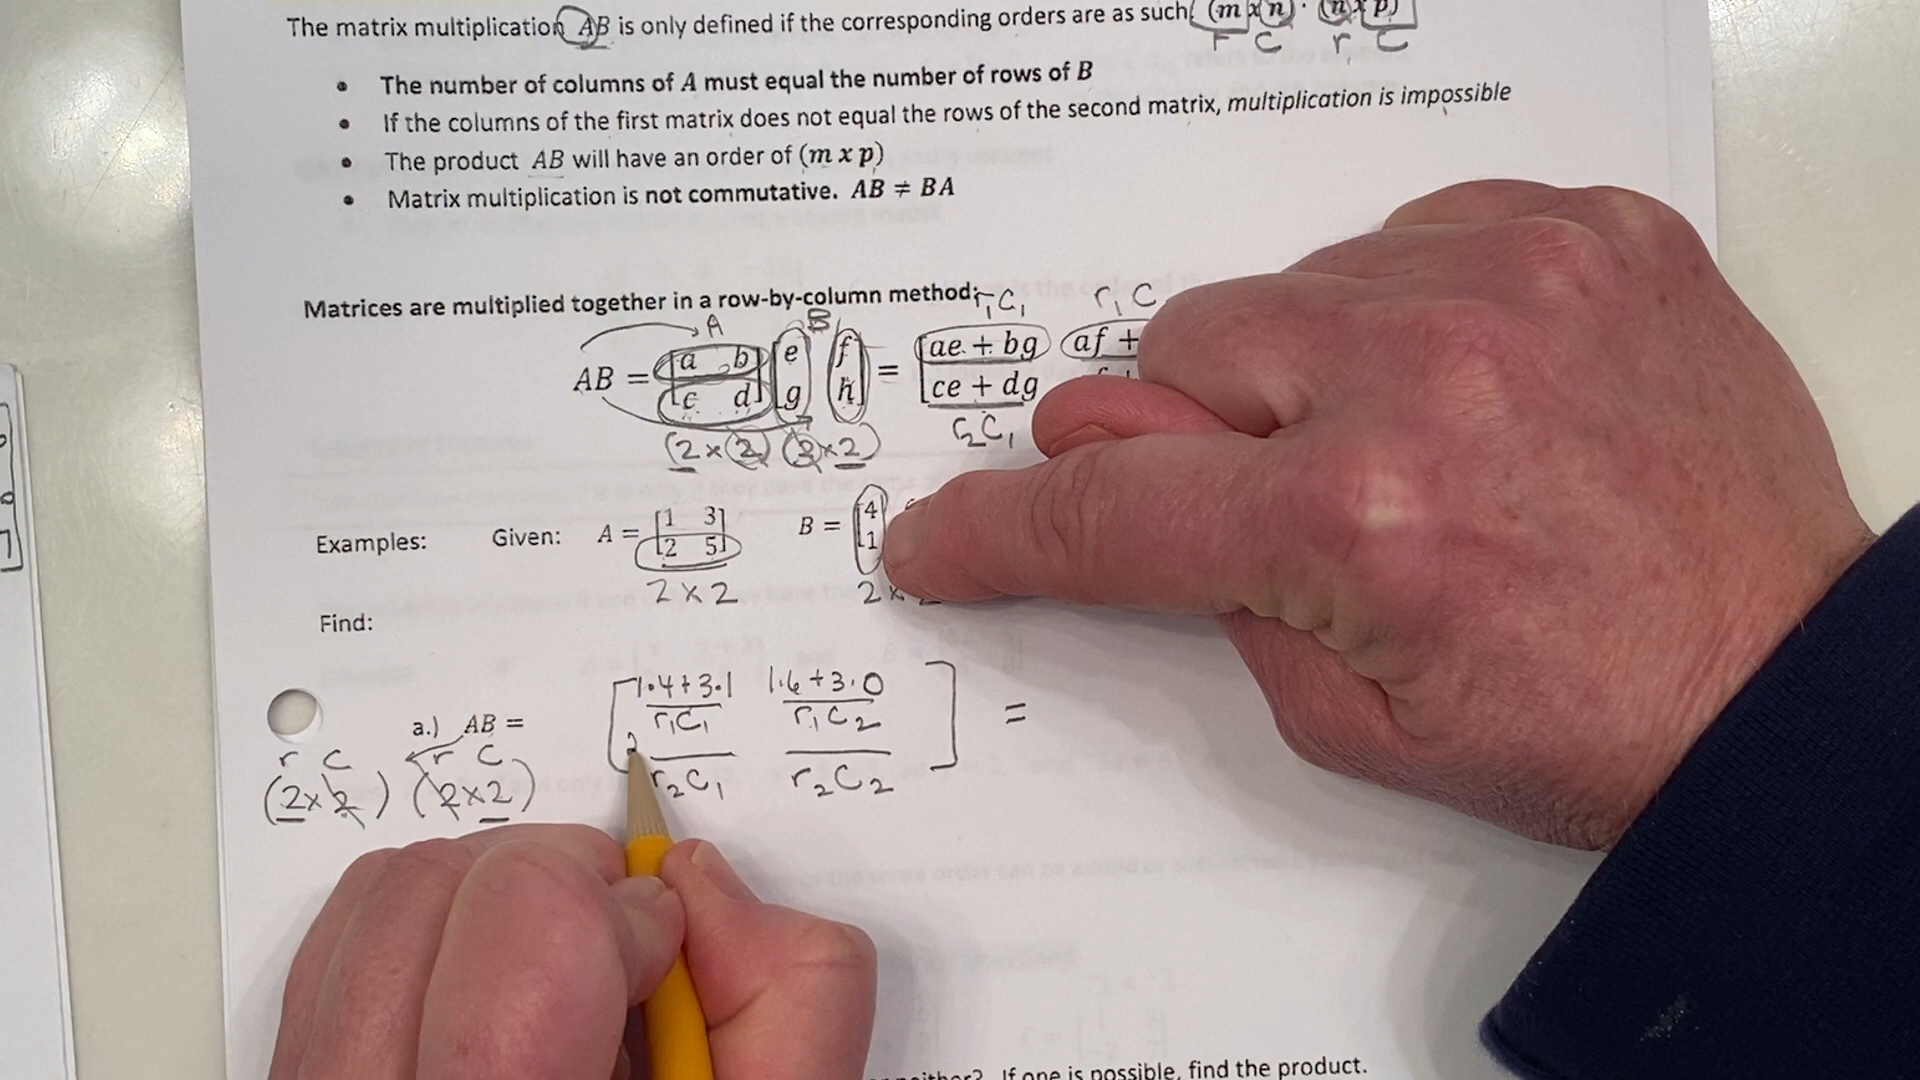 The matrix multiplication AB is only defined if the corresponding orders are as such: (m x n) · (n x p)
r C r C
• The number of columns of A must equal the number of rows of B
• If the columns of the first matrix does not equal the rows of the second matrix, multiplication is impossible
• The product AB will have an order of (m x p)
• Matrix multiplication is not commutative. AB ≠ BA
Matrices are multiplied together in a row-by-column method:
r₁C₁ r₁C
A B
AB = [a b] [e f] = [ae + bg af +
[c d] [g h] [ce + dg
(2×2) (2×2) r₂C₁
Examples: Given: A = [1 3] B = [4
[2 5] [1
2×2 2×
Find:
[1·4+3·1 1·6+3·0] =
r₁C₁ r₁C₂
a.) AB =
r C r C
(2×2) (2×2) r₂C₁ r₂C₂
If one is possible, find the product.